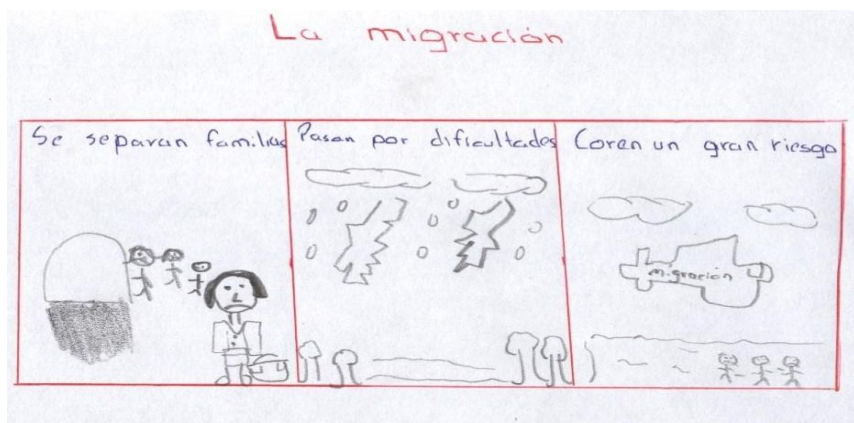 La migración
Se separan familias
Pasan por dificultades
Coren un gran riesgo
migración